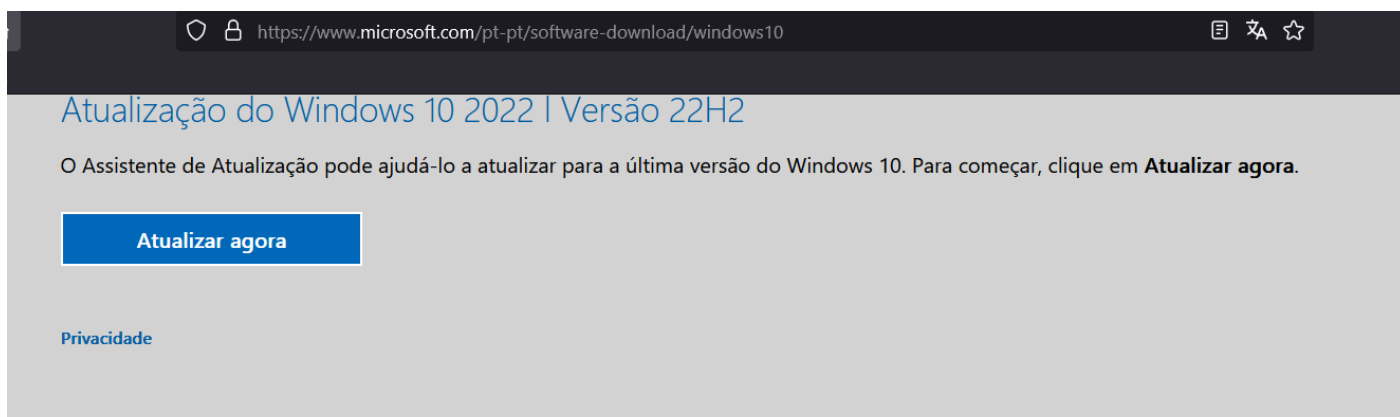 https://www.microsoft.com/pt-pt/software-download/windows10
Atualização do Windows 10 2022 | Versão 22H2
O Assistente de Atualização pode ajudá-lo a atualizar para a última versão do Windows 10. Para começar, clique em Atualizar agora.
Atualizar agora
Privacidade